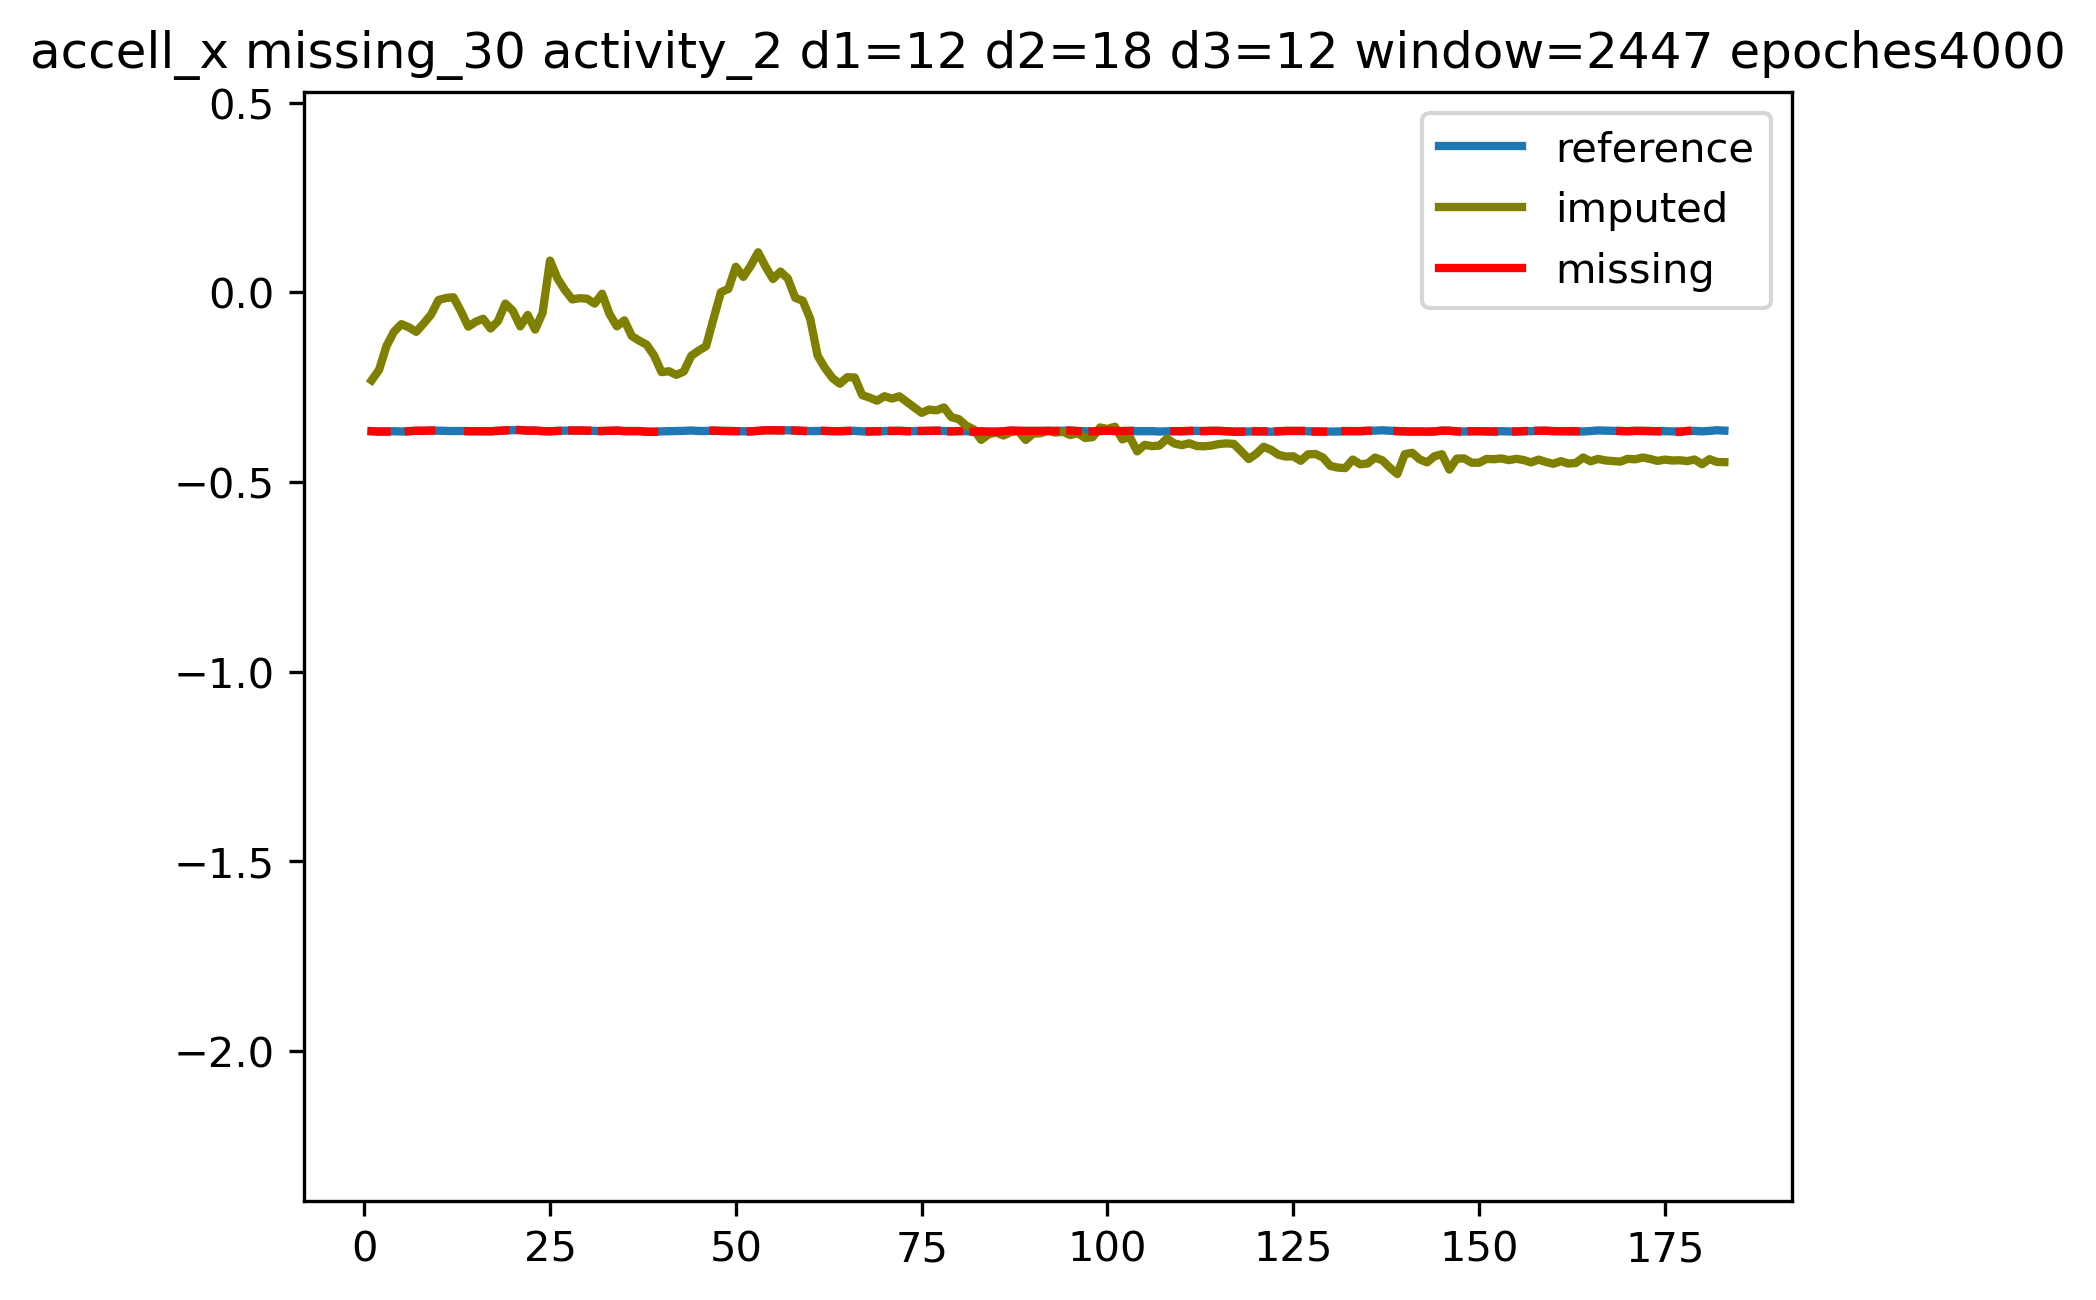 accell_x missing_30 activity_2 d1=12 d2=18 d3=12 window=2447 epoches4000
0.5
0.0
−0.5
−1.0
−1.5
−2.0
reference
imputed
missing
0 25 50 75 100 125 150 175